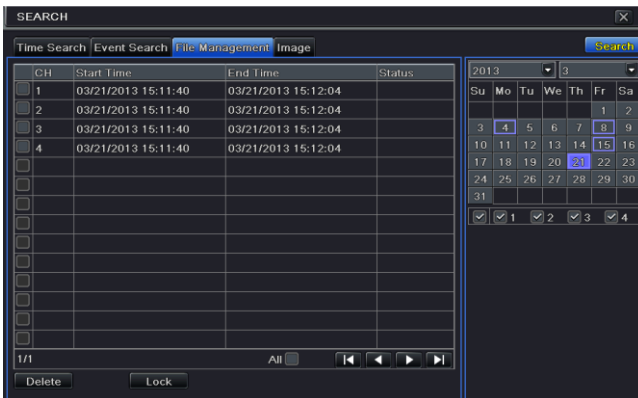 SEARCH
Time Search Event Search File Management Image Search
CH Start Time End Time Status
1 03/21/2013 15:11:40 03/21/2013 15:12:04
2 03/21/2013 15:11:40 03/21/2013 15:12:04
3 03/21/2013 15:11:40 03/21/2013 15:12:04
4 03/21/2013 15:11:40 03/21/2013 15:12:04
1/1 All
Delete Lock
2013 3
Su Mo Tu We Th Fr Sa
1 2
3 4 5 6 7 8 9
10 11 12 13 14 15 16
17 18 19 20 21 22 23
24 25 26 27 28 29 30
31
1 2 3 4